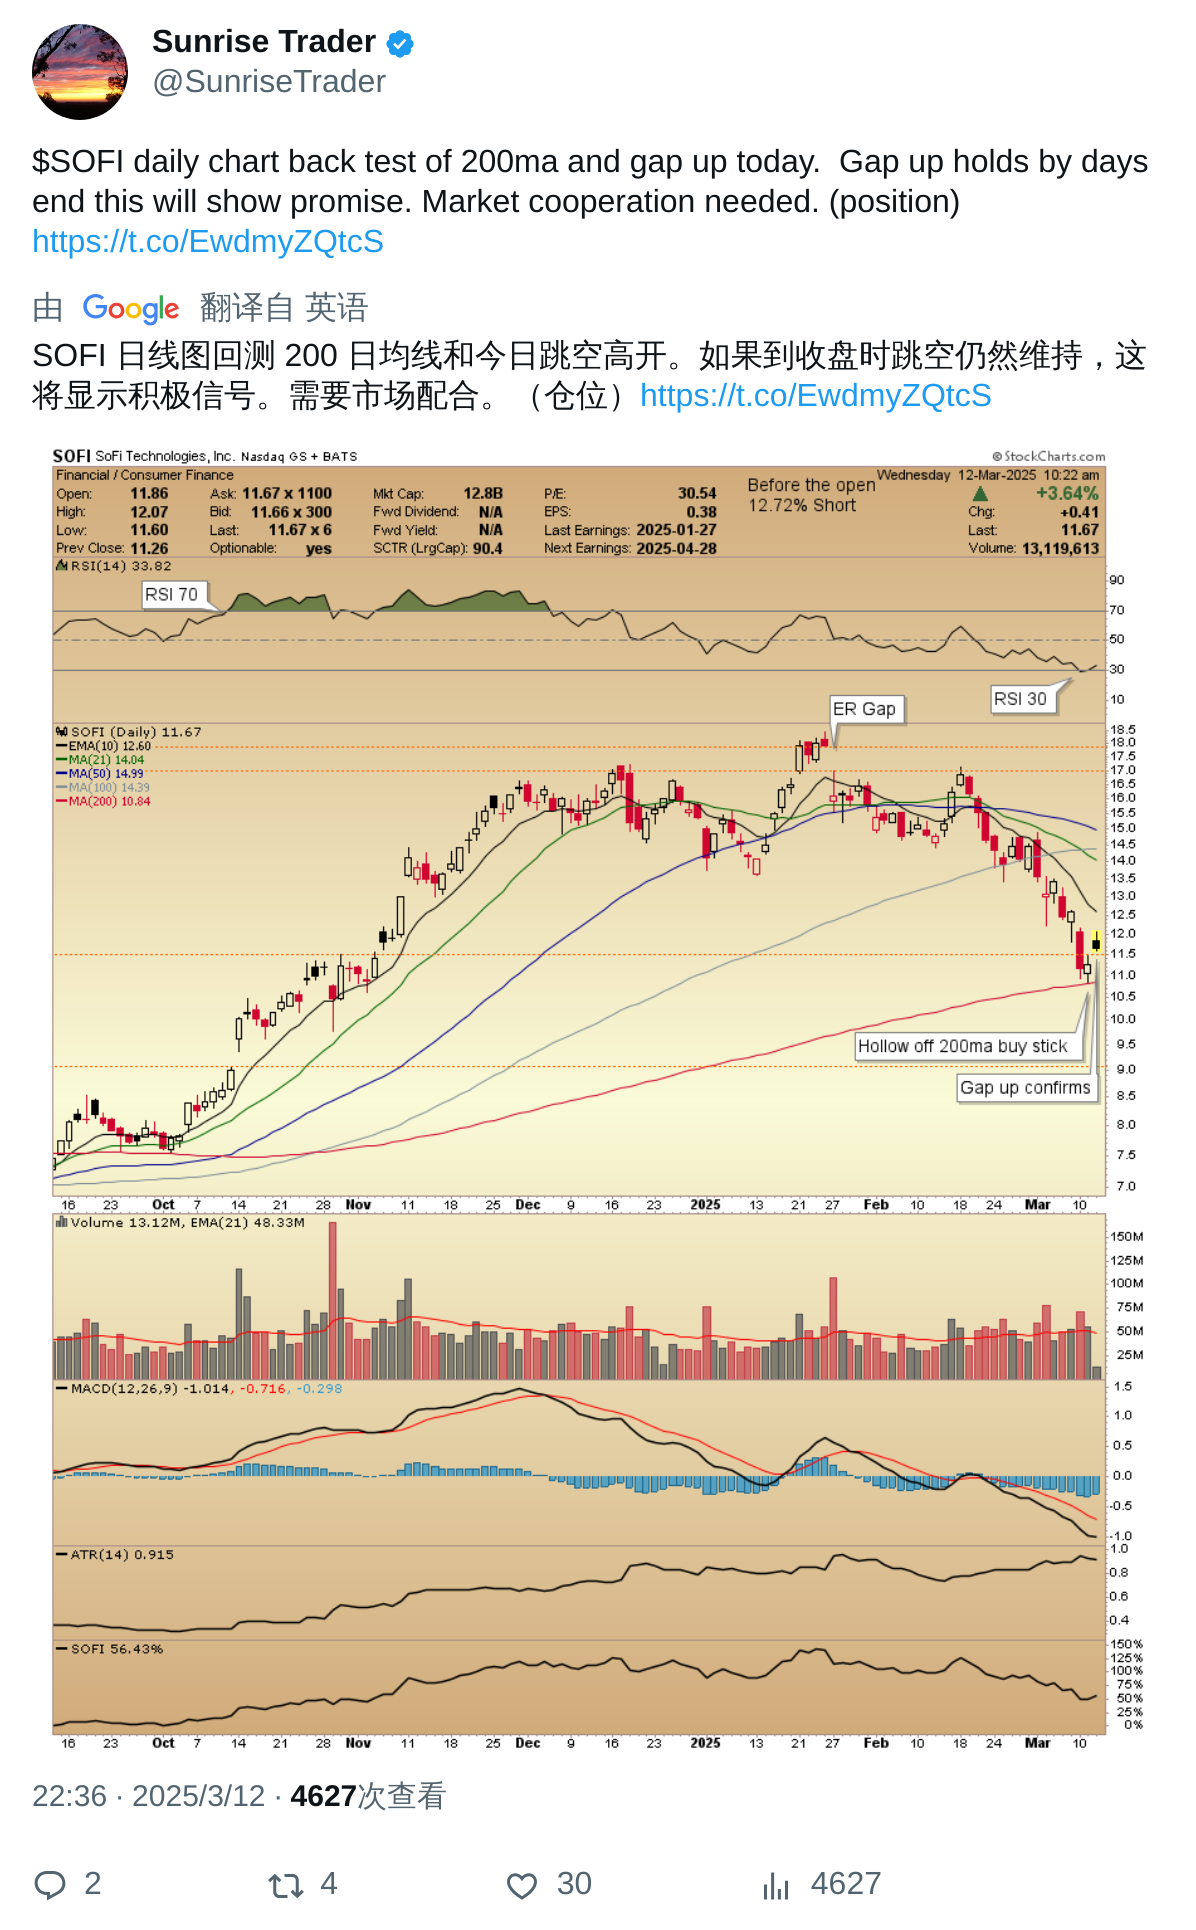 Sunrise Trader
@SunriseTrader
$SOFI daily chart back test of 200ma and gap up today.  Gap up holds by days
end this will show promise. Market cooperation needed. (position)
https://t.co/EwdmyZQtcS
由 Google 翻译自 英语
SOFI 日线图回测 200 日均线和今日跳空高开。如果到收盘时跳空仍然维持，这
将显示积极信号。需要市场配合。（仓位）https://t.co/EwdmyZQtcS
SOFI SoFi Technologies, Inc. Nasdaq GS + BATS © StockCharts.com
Financial / Consumer Finance Wednesday 12-Mar-2025 10:22 am
Open: 11.86 Ask: 11.67 x 1100 Mkt Cap: 12.8B P/E: 30.54 Before the open +3.64%
High: 12.07 Bid: 11.66 x 300 Fwd Dividend: N/A EPS: 0.38 12.72% Short Chg: +0.41
Low: 11.60 Last: 11.67 x 6 Fwd Yield: N/A Last Earnings: 2025-01-27 Last: 11.67
Prev Close: 11.26 Optionable: yes SCTR (LrgCap): 90.4 Next Earnings: 2025-04-28 Volume: 13,119,613
RSI(14) 33.82
RSI 70
90
70
50
30
10
RSI 30
ER Gap
SOFI (Daily) 11.67
EMA(10) 12.60
MA(21) 14.04
MA(50) 14.99
MA(100) 14.39
MA(200) 10.84
18.5
18.0
17.5
17.0
16.5
16.0
15.5
15.0
14.5
14.0
13.5
13.0
12.5
12.0
11.5
11.0
10.5
10.0
9.5
9.0
8.5
8.0
7.5
7.0
Hollow off 200ma buy stick
Gap up confirms
16 23 Oct 7 14 21 28 Nov 11 18 25 Dec 9 16 23 2025 13 21 27 Feb 10 18 24 Mar 10
Volume 13.12M, EMA(21) 48.33M
150M
125M
100M
75M
50M
25M
MACD(12,26,9) -1.014, -0.716, -0.298
1.5
1.0
0.5
0.0
-0.5
-1.0
ATR(14) 0.915
1.0
0.8
0.6
0.4
SOFI 56.43%
150%
125%
100%
75%
50%
25%
0%
16 23 Oct 7 14 21 28 Nov 11 18 25 Dec 9 16 23 2025 13 21 27 Feb 10 18 24 Mar 10
22:36 · 2025/3/12 · 4627次查看
2 4 30 4627